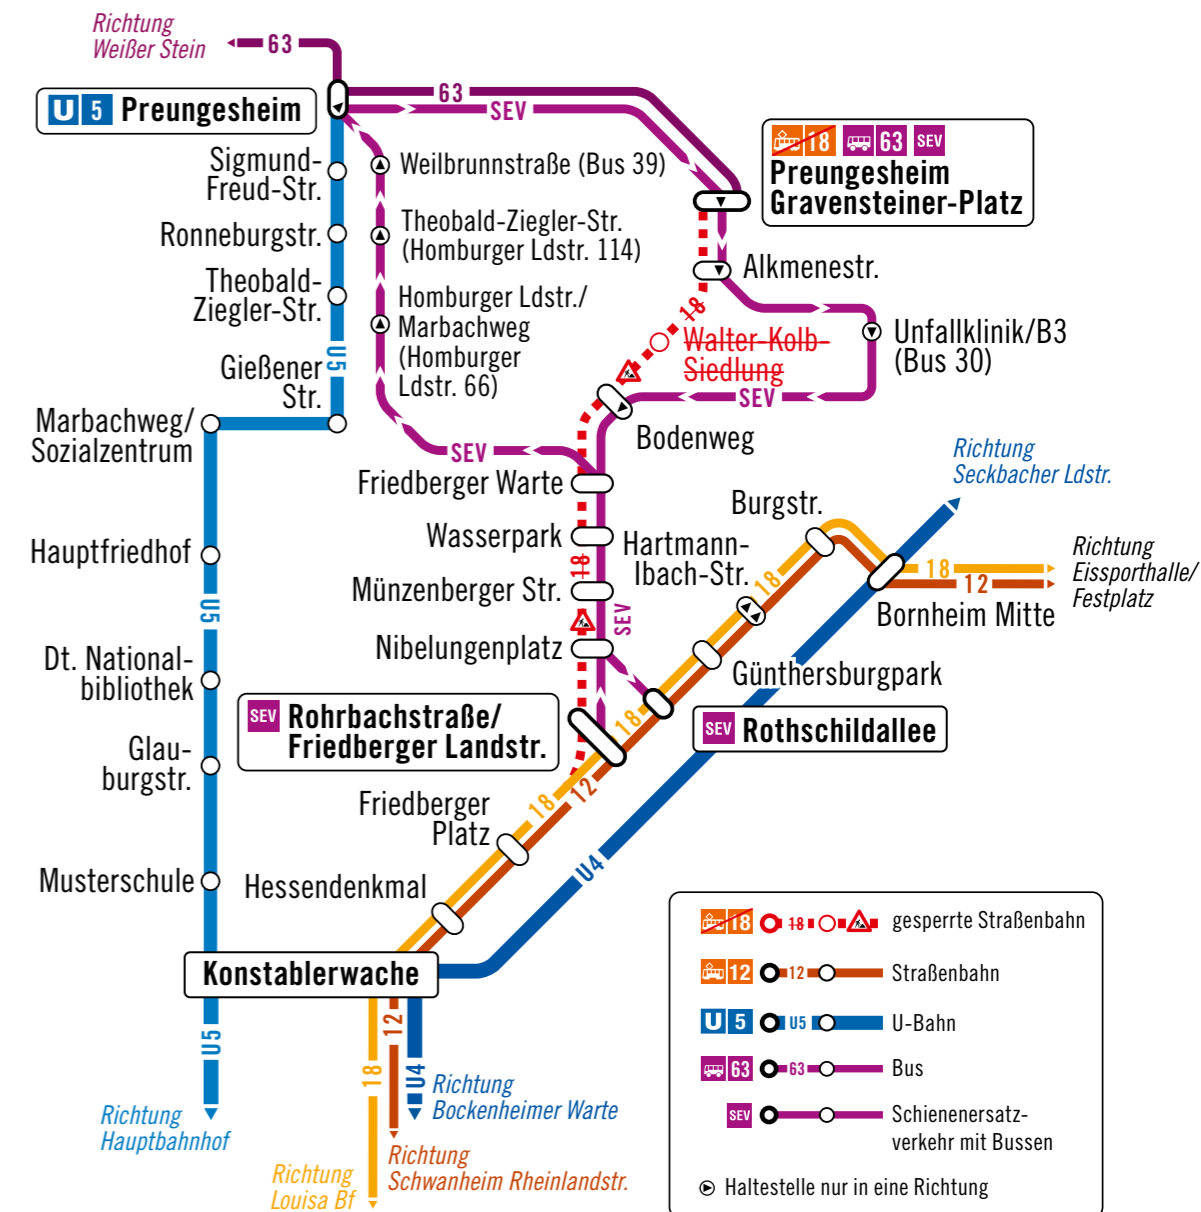 Richtung
Weißer Stein
63
U 5 Preungesheim
63
SEV
18 63 SEV
Preungesheim
Gravensteiner-Platz
Sigmund-
Freud-Str.
Ronneburgstr.
Theobald-
Ziegler-Str.
U5
Gießener
Str.
Marbachweg/
Sozialzentrum
Weilbrunnstraße (Bus 39)
Theobald-Ziegler-Str.
(Homburger Ldstr. 114)
Homburger Ldstr./
Marbachweg
(Homburger
Ldstr. 66)
Alkmenestr.
18
Walter-Kolb-
Siedlung
Unfallklinik/B3
(Bus 30)
SEV
Bodenweg
SEV
Friedberger Warte
Wasserpark
18
Münzenberger Str.
SEV
Nibelungenplatz
Hauptfriedhof
U5
Dt. National-
bibliothek
Glau-
burgstr.
Musterschule
Richtung
Seckbacher Ldstr.
Burgstr.
Hartmann-
Ibach-Str.
18
18
12
Richtung
Eissporthalle/
Festplatz
Bornheim Mitte
Günthersburgpark
SEV Rothschildallee
18
SEV Rohrbachstraße/
Friedberger Landstr.
18
12
Friedberger
Platz
U4
Hessendenkmal
Konstablerwache
U5
18
12
U4
Richtung
Hauptbahnhof
Richtung
Bockenheimer Warte
Richtung
Schwanheim Rheinlandstr.
Richtung
Louisa Bf
18 18 gesperrte Straßenbahn
12 12 Straßenbahn
U 5 U5 U-Bahn
63 63 Bus
SEV Schienenersatz-
verkehr mit Bussen
Haltestelle nur in eine Richtung